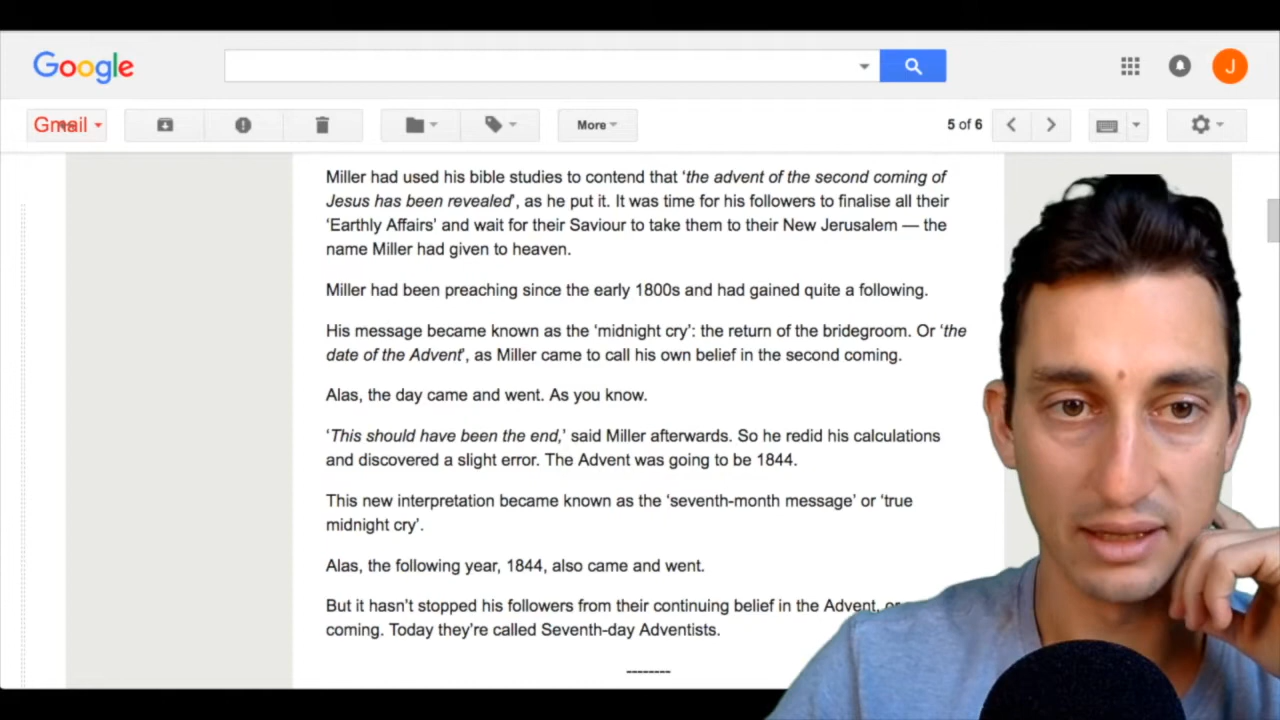 Google
J
Gmail
More
5 of 6
Miller had used his bible studies to contend that ‘the advent of the second coming of
Jesus has been revealed’, as he put it. It was time for his followers to finalise all their
‘Earthly Affairs’ and wait for their Saviour to take them to their New Jerusalem — the
name Miller had given to heaven.
Miller had been preaching since the early 1800s and had gained quite a following.
His message became known as the ‘midnight cry’: the return of the bridegroom. Or ‘the
date of the Advent’, as Miller came to call his own belief in the second coming.
Alas, the day came and went. As you know.
‘This should have been the end,’ said Miller afterwards. So he redid his calculations
and discovered a slight error. The Advent was going to be 1844.
This new interpretation became known as the ‘seventh-month message’ or ‘true
midnight cry’.
Alas, the following year, 1844, also came and went.
But it hasn’t stopped his followers from their continuing belief in the Advent,
coming. Today they’re called Seventh-day Adventists.
--------